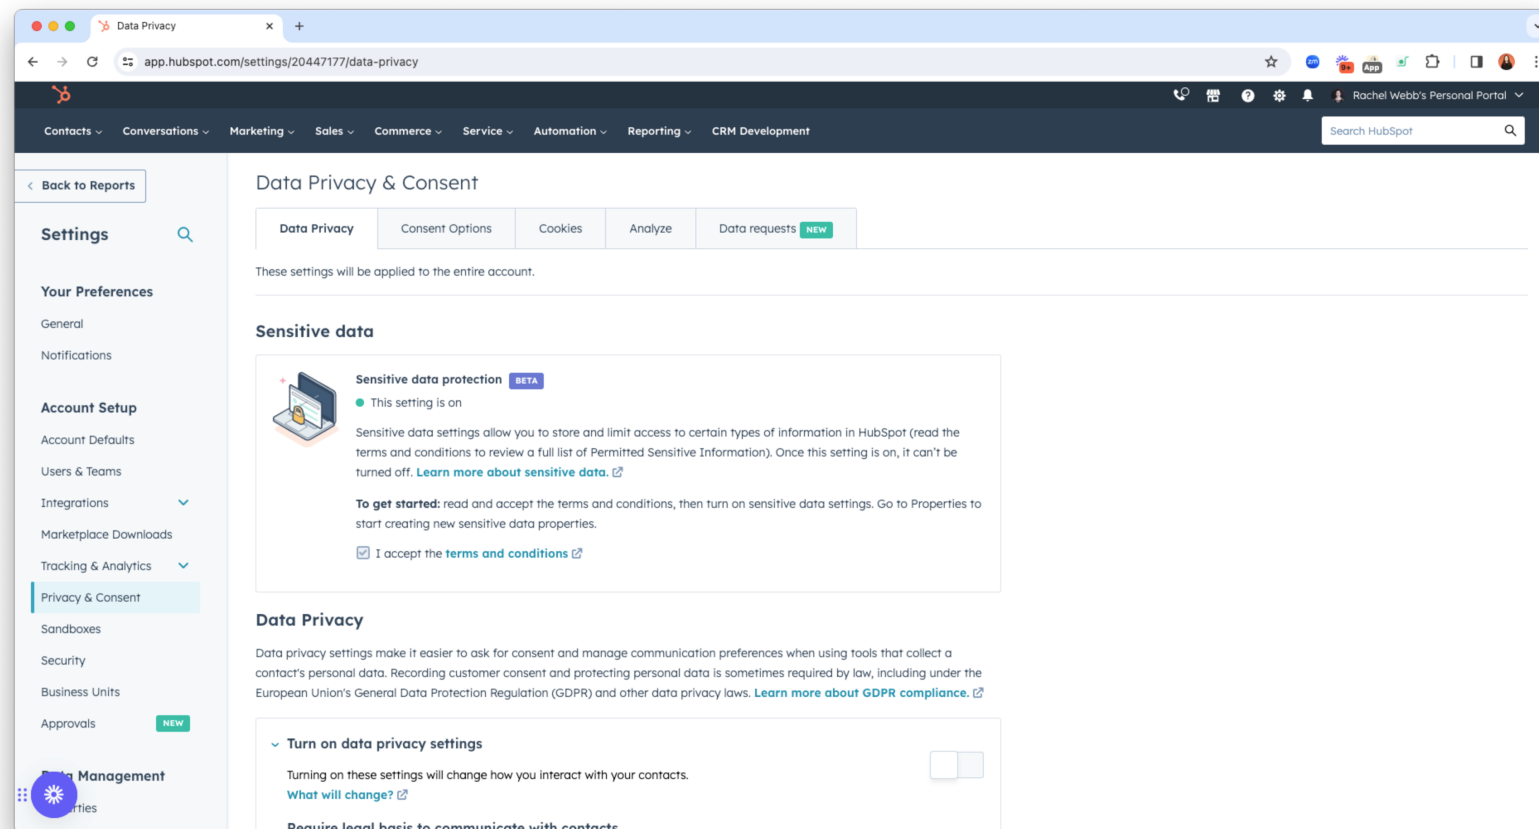 Data Privacy
app.hubspot.com/settings/20447177/data-privacy
zm
9+
App
Rachel Webb's Personal Portal
Contacts
Conversations
Marketing
Sales
Commerce
Service
Automation
Reporting
CRM Development
Search HubSpot
Back to Reports
Settings
Your Preferences
General
Notifications
Account Setup
Account Defaults
Users & Teams
Integrations
Marketplace Downloads
Tracking & Analytics
Privacy & Consent
Sandboxes
Security
Business Units
Approvals NEW
Management
rties
Data Privacy & Consent
Data Privacy
Consent Options
Cookies
Analyze
Data requests NEW
These settings will be applied to the entire account.
Sensitive data
Sensitive data protection BETA
This setting is on
Sensitive data settings allow you to store and limit access to certain types of information in HubSpot (read the
terms and conditions to review a full list of Permitted Sensitive Information). Once this setting is on, it can't be
turned off. Learn more about sensitive data.
To get started: read and accept the terms and conditions, then turn on sensitive data settings. Go to Properties to
start creating new sensitive data properties.
I accept the terms and conditions
Data Privacy
Data privacy settings make it easier to ask for consent and manage communication preferences when using tools that collect a
contact's personal data. Recording customer consent and protecting personal data is sometimes required by law, including under the
European Union's General Data Protection Regulation (GDPR) and other data privacy laws. Learn more about GDPR compliance.
Turn on data privacy settings
Turning on these settings will change how you interact with your contacts.
What will change?
Require legal basis to communicate with contacts